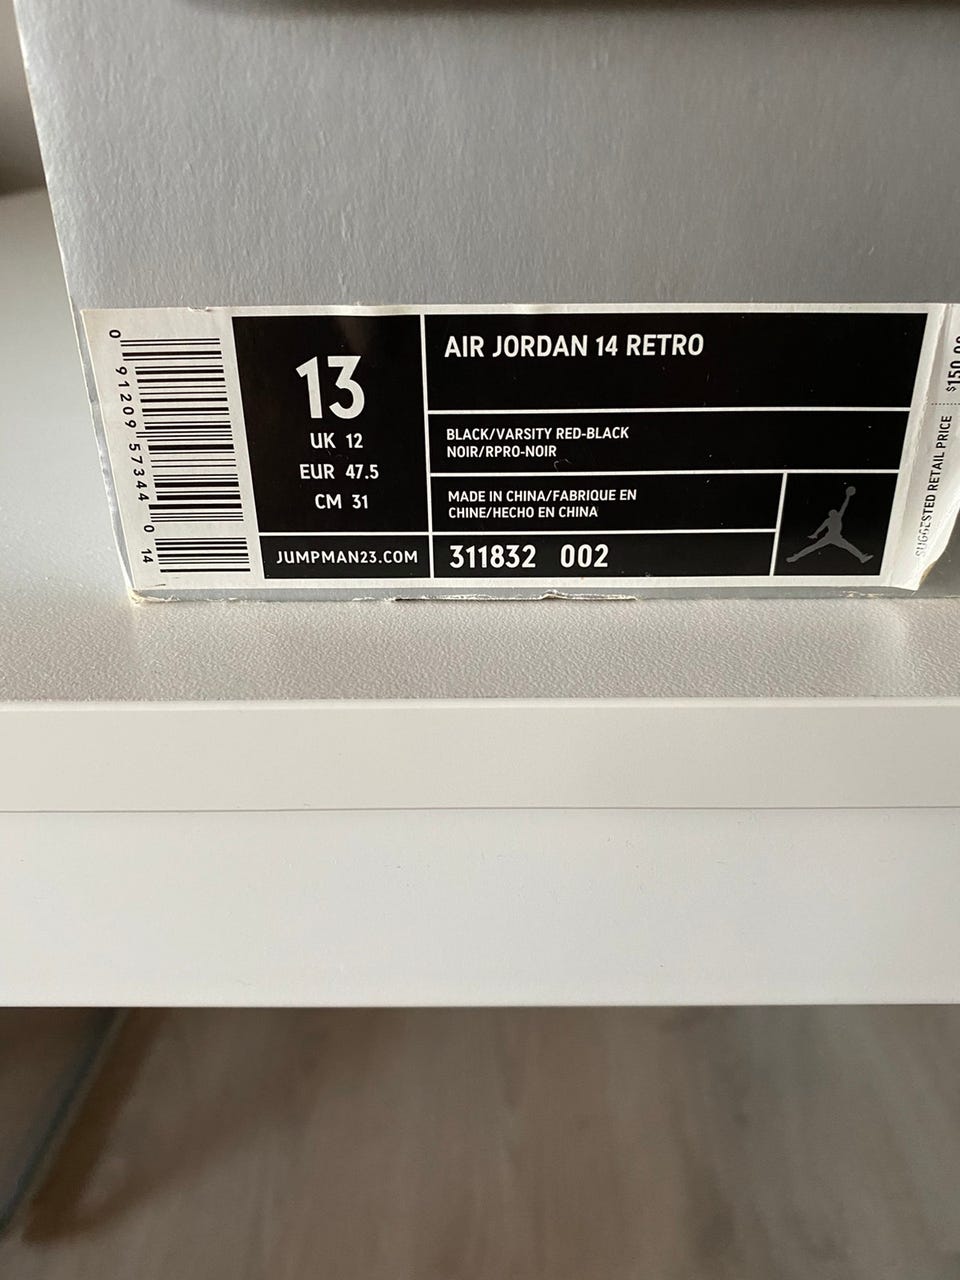 0 91209 57344 0 14
13
UK 12
EUR 47.5
CM 31
JUMPMAN23.COM
AIR JORDAN 14 RETRO
BLACK/VARSITY RED-BLACK
NOIR/RPRO-NOIR
MADE IN CHINA/FABRIQUE EN
CHINE/HECHO EN CHINA
311832 002
SUGGESTED RETAIL PRICE
$150.00